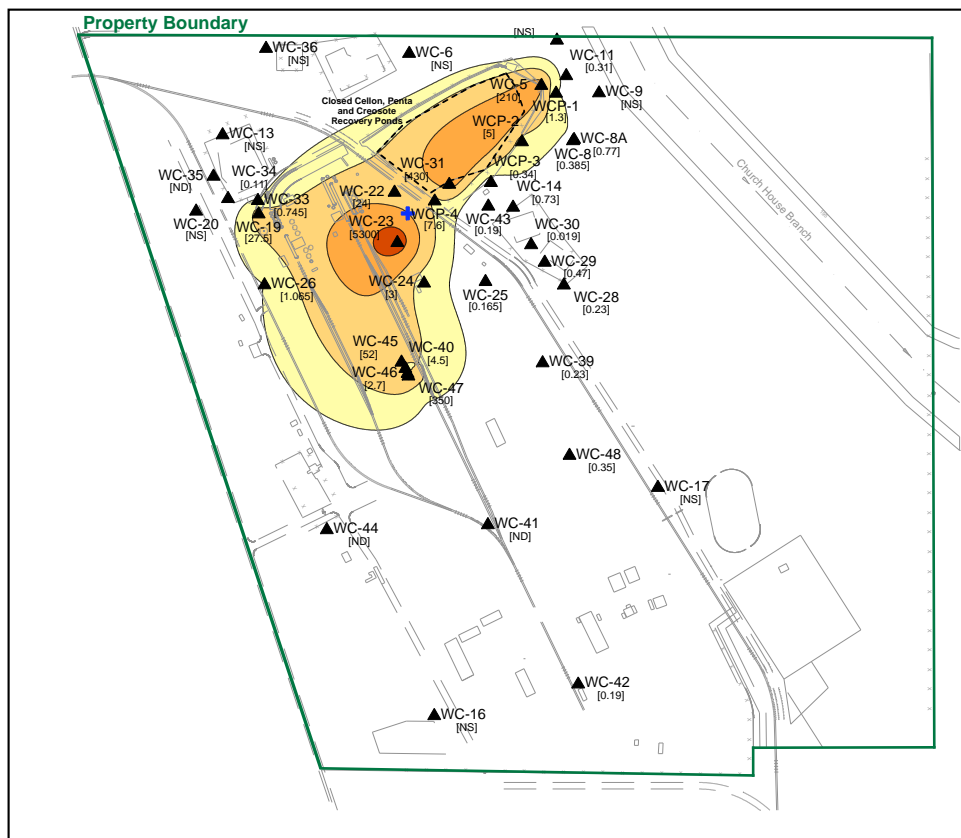 Property Boundary
[NS]
WC-36
[NS]
WC-6
[NS]
WC-11
[0.31]
WC-5
[210]
WC-9
[NS]
WCP-1
[1.3]
Closed Cellon, Penta
and Creosote
Recovery Ponds
WCP-2
[5]
WC-13
[NS]
WC-8A
[0.77]
WC-8
[0.385]
WCP-3
[0.34]
WC-31
[430]
WC-34
[0.11]
WC-35
[ND]
WC-22
[24]
WC-14
[0.73]
Church House Branch
WC-33
[0.745]
WC-20
[NS]
WC-19
[27.5]
WC-23
[5300]
WCP-4
[7.6]
WC-43
[0.19]
WC-30
[0.019]
WC-29
[0.47]
WC-26
[1.065]
WC-24
[3]
WC-25
[0.165]
WC-28
[0.23]
WC-45
[52]
WC-40
[4.5]
WC-46
[2.7]
WC-47
[350]
WC-39
[0.23]
WC-48
[0.35]
WC-17
[NS]
WC-44
[ND]
WC-41
[ND]
WC-42
[0.19]
WC-16
[NS]